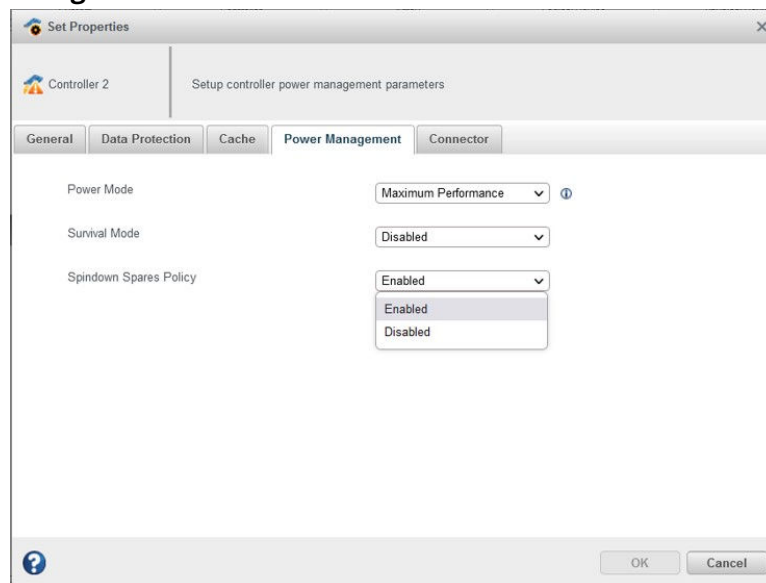 Set Properties
Controller 2
Setup controller power management parameters
General Data Protection Cache Power Management Connector
Power Mode Maximum Performance
Survival Mode Disabled
Spindown Spares Policy Enabled
Enabled
Disabled
OK Cancel